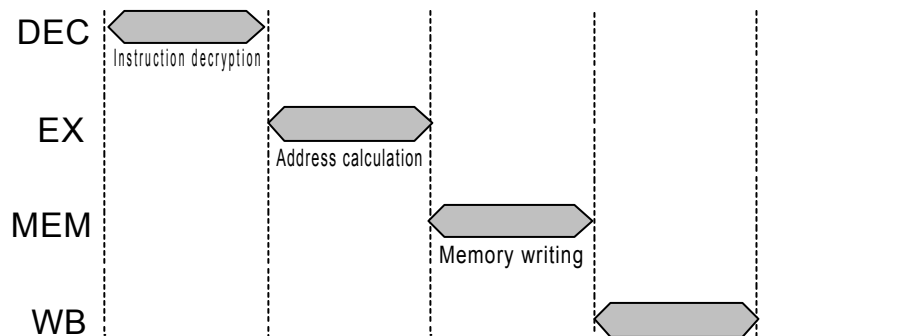 DEC
Instruction decryption
EX
Address calculation
MEM
Memory writing
WB